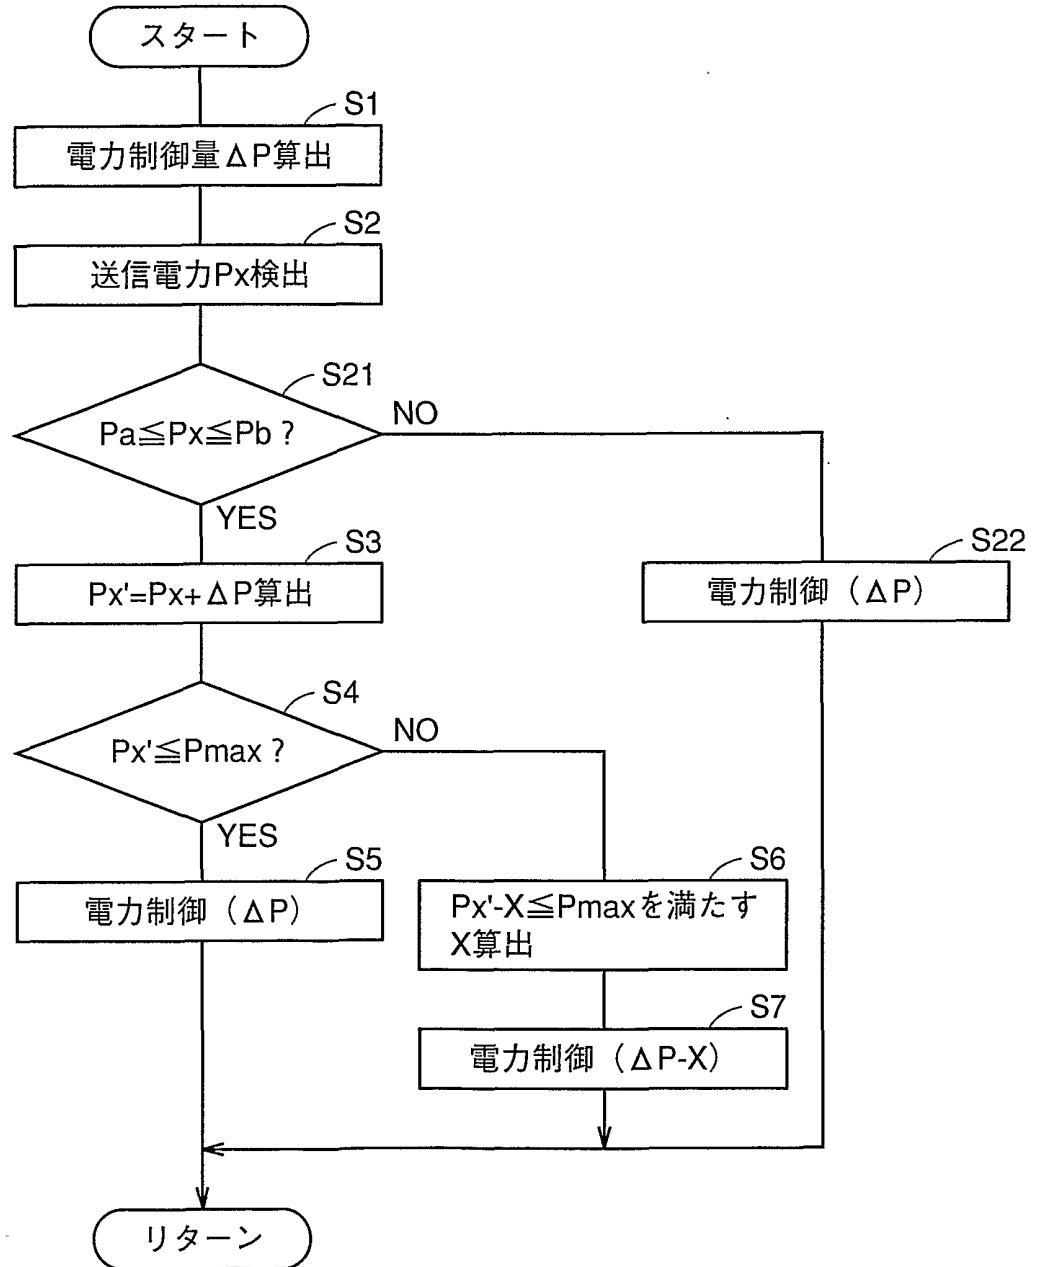 スタート
S1
電力制御量ΔP算出
S2
送信電力Px検出
S21
Pa≦Px≦Pb？
NO
YES
S3
Px'=Px+ΔP算出
S22
電力制御（ΔP）
S4
Px'≦Pmax？
NO
YES
S5
電力制御（ΔP）
S6
Px'-X≦Pmaxを満たす
X算出
S7
電力制御（ΔP-X）
リターン